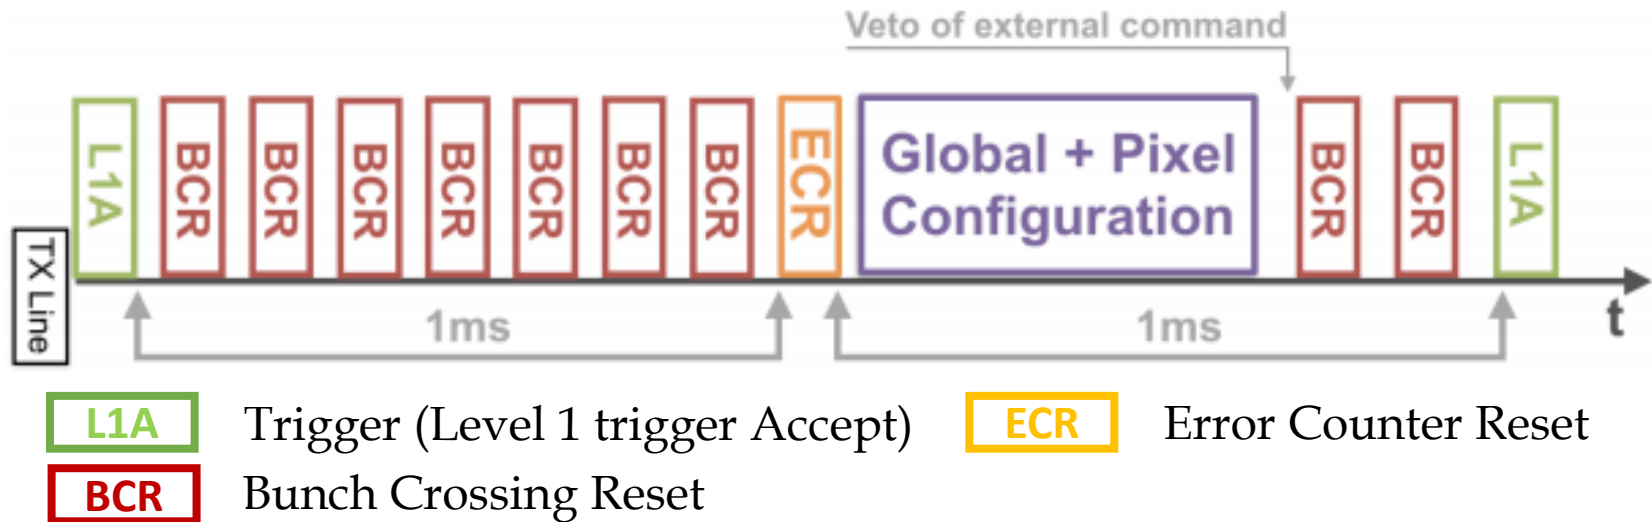 Veto of external command
L1A
BCR
BCR
BCR
BCR
BCR
BCR
BCR
ECR
Global + Pixel
Configuration
BCR
BCR
L1A
TX Line
1ms
1ms
t
L1A Trigger (Level 1 trigger Accept)
ECR Error Counter Reset
BCR Bunch Crossing Reset